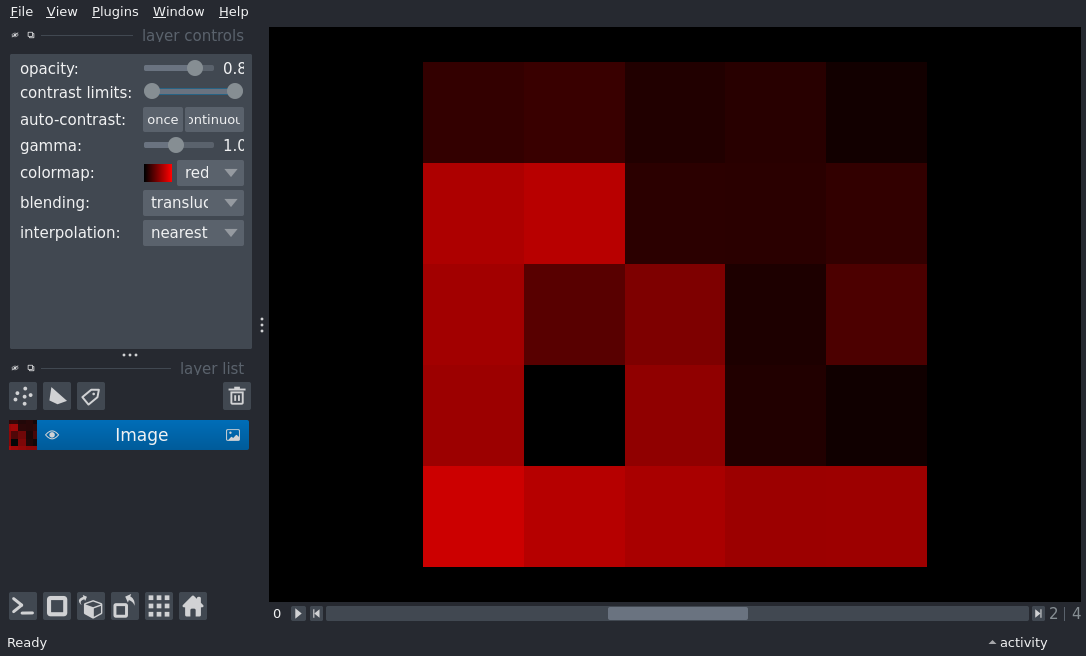 File View Plugins Window Help
layer controls
opacity: 0.8
contrast limits:
auto-contrast: once ontinuou
gamma: 1.0
colormap: red
blending: transluc
interpolation: nearest
layer list
Image
0 2 | 4
Ready activity